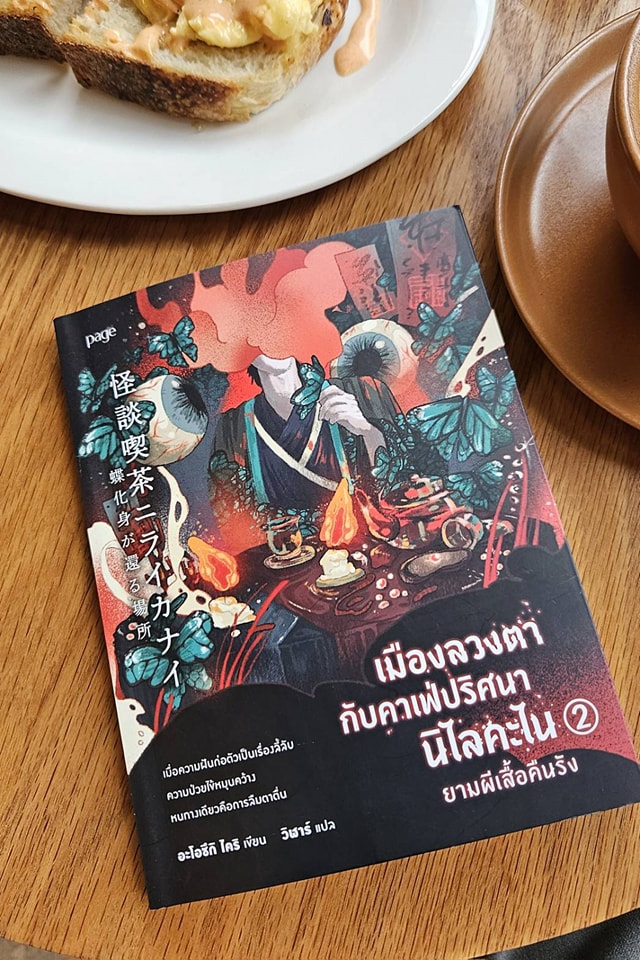 page
怪談喫茶ニライカナイ
蝶化身が還る場所
เมืองลวงตา
กับคาเฟ่ปริศนา
นิไลคะไน ②
ยามผีเสื้อคืนรัง
เมื่อความฝันก่อตัวเป็นเรื่องลี้ลับ
ความป่วยไข้หมุนคว้าง
หนทางเดียวคือการลืมตาตื่น
อะโอซึกิ ไคริ เขียน วิฬาร์ แปล